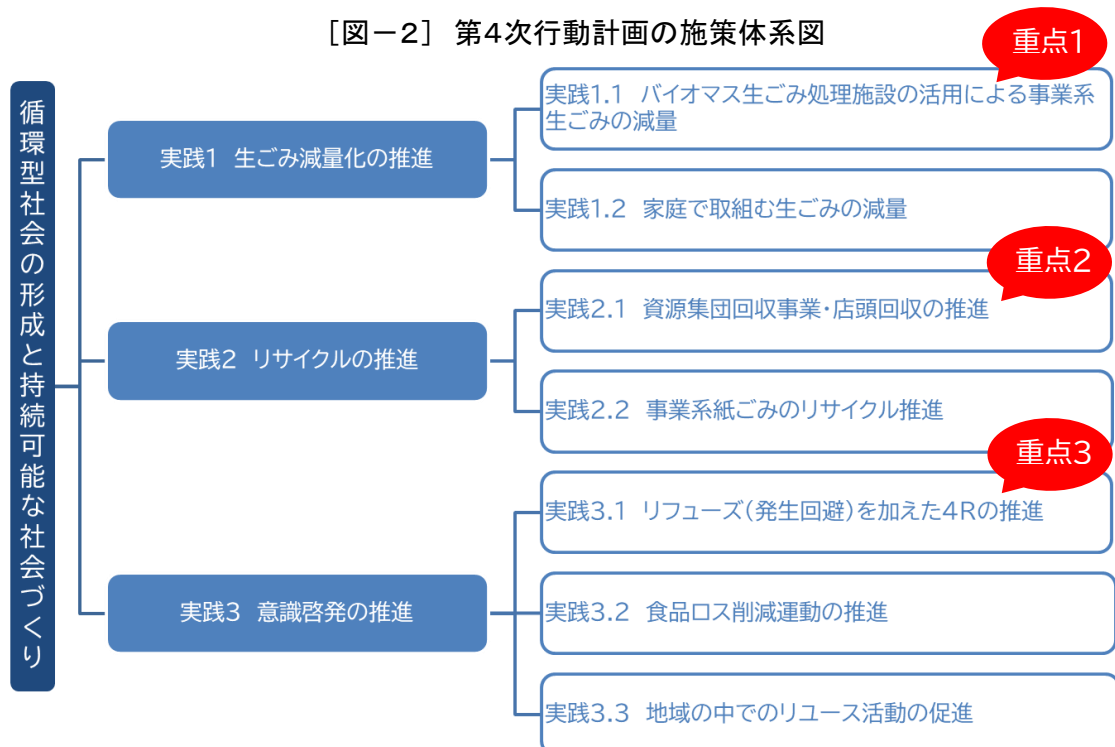 ［図－2］ 第4次行動計画の施策体系図
循環型社会の形成と持続可能な社会づくり
実践1 生ごみ減量化の推進
重点1
実践1.1 バイオマス生ごみ処理施設の活用による事業系
生ごみの減量
実践1.2 家庭で取組む生ごみの減量
実践2 リサイクルの推進
重点2
実践2.1 資源集団回収事業・店頭回収の推進
実践2.2 事業系紙ごみのリサイクル推進
実践3 意識啓発の推進
重点3
実践3.1 リフューズ(発生回避)を加えた4Rの推進
実践3.2 食品ロス削減運動の推進
実践3.3 地域の中でのリユース活動の促進